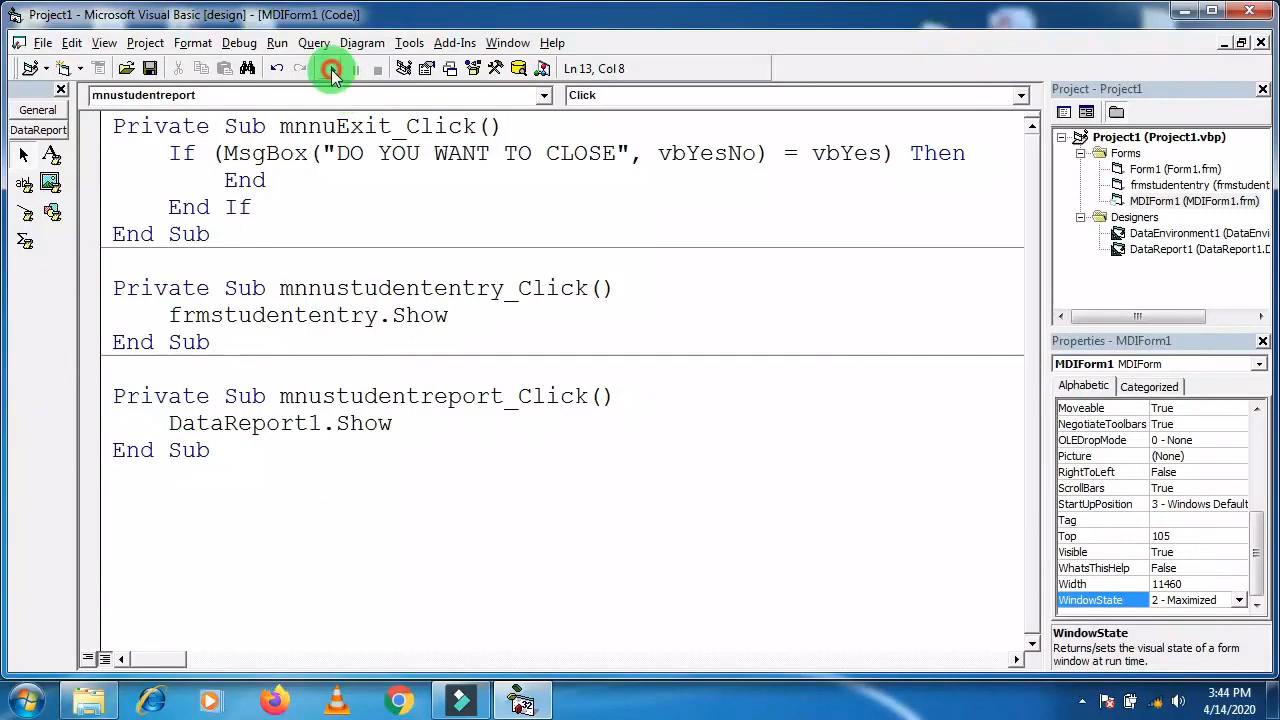 Project1 - Microsoft Visual Basic [design] - [MDIForm1 (Code)]
File Edit View Project Format Debug Run Query Diagram Tools Add-Ins Window Help
Ln 13, Col 8
General
DataReport
mnustudentreport
Click
Private Sub mnnuExit_Click()
If (MsgBox("DO YOU WANT TO CLOSE", vbYesNo) = vbYes) Then
End
End If
End Sub
Private Sub mnnustudententry_Click()
frmstudententry.Show
End Sub
Private Sub mnustudentreport_Click()
DataReport1.Show
End Sub
Project - Project1
Project1 (Project1.vbp)
Forms
Form1 (Form1.frm)
frmstudententry (frmstudent
MDIForm1 (MDIForm1.frm)
Designers
DataEnvironment1 (DataEnvi
DataReport1 (DataReport1.D
Properties - MDIForm1
MDIForm1 MDIForm
Alphabetic Categorized
Moveable True
NegotiateToolbars True
OLEDropMode 0 - None
Picture (None)
RightToLeft False
ScrollBars True
StartUpPosition 3 - Windows Default
Tag
Top 105
Visible True
WhatsThisHelp False
Width 11460
WindowState 2 - Maximized
WindowState
Returns/sets the visual state of a form
window at run time.
32
3:44 PM
4/14/2020